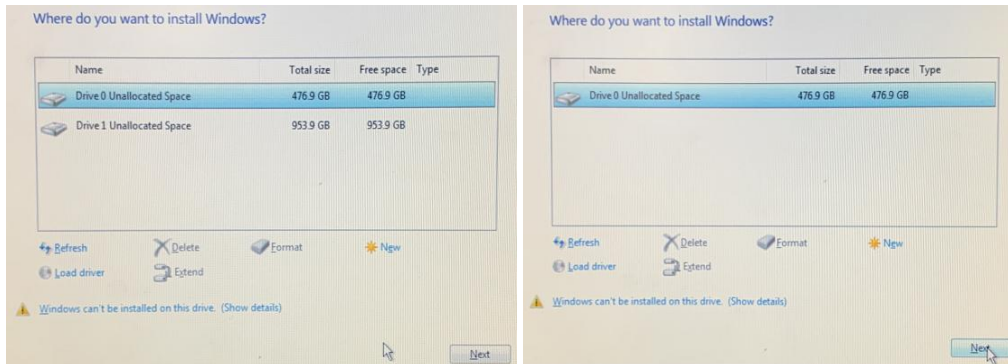 Where do you want to install Windows?
Name Total size Free space Type
Drive 0 Unallocated Space 476.9 GB 476.9 GB
Drive 1 Unallocated Space 953.9 GB 953.9 GB
Refresh Delete Format New
Load driver Extend
Windows can't be installed on this drive. (Show details)
Next
Where do you want to install Windows?
Name Total size Free space Type
Drive 0 Unallocated Space 476.9 GB 476.9 GB
Refresh Delete Format New
Load driver Extend
Windows can't be installed on this drive. (Show details)
Next